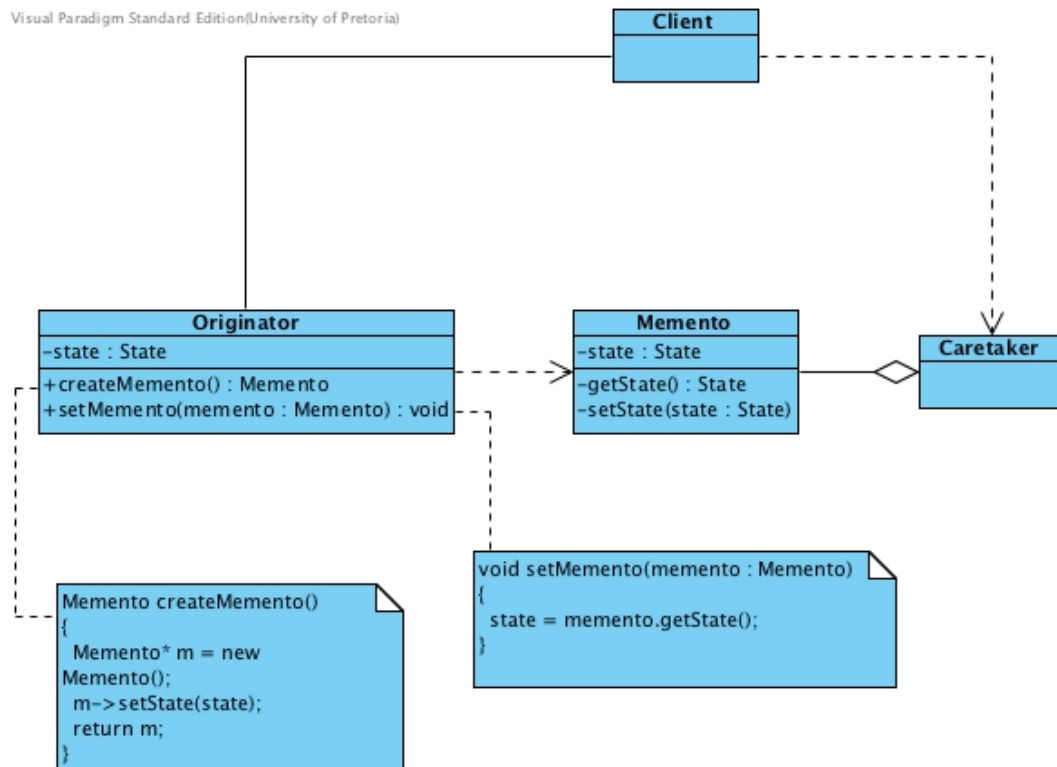 Visual Paradigm Standard Edition(University of Pretoria)
Client
Originator
-state : State
+createMemento() : Memento
+setMemento(memento : Memento) : void
Memento
-state : State
-getState() : State
-setState(state : State)
Caretaker
Memento createMemento()
{
Memento* m = new
Memento();
m->setState(state);
return m;
}
void setMemento(memento : Memento)
{
state = memento.getState();
}